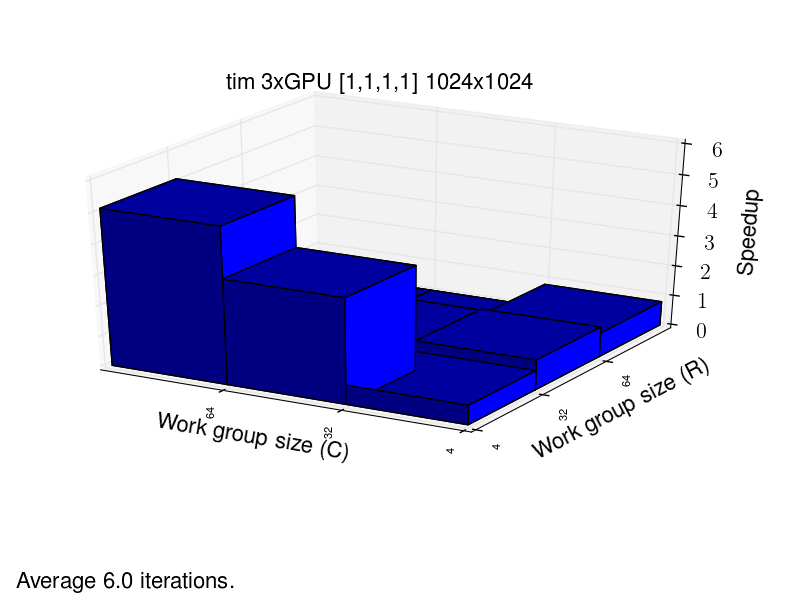 tim 3xGPU [1,1,1,1] 1024x1024
6
5
4
3
2
1
0
Speedup
64
32
4
Work group size (C)
4
32
64
Work group size (R)
Average 6.0 iterations.